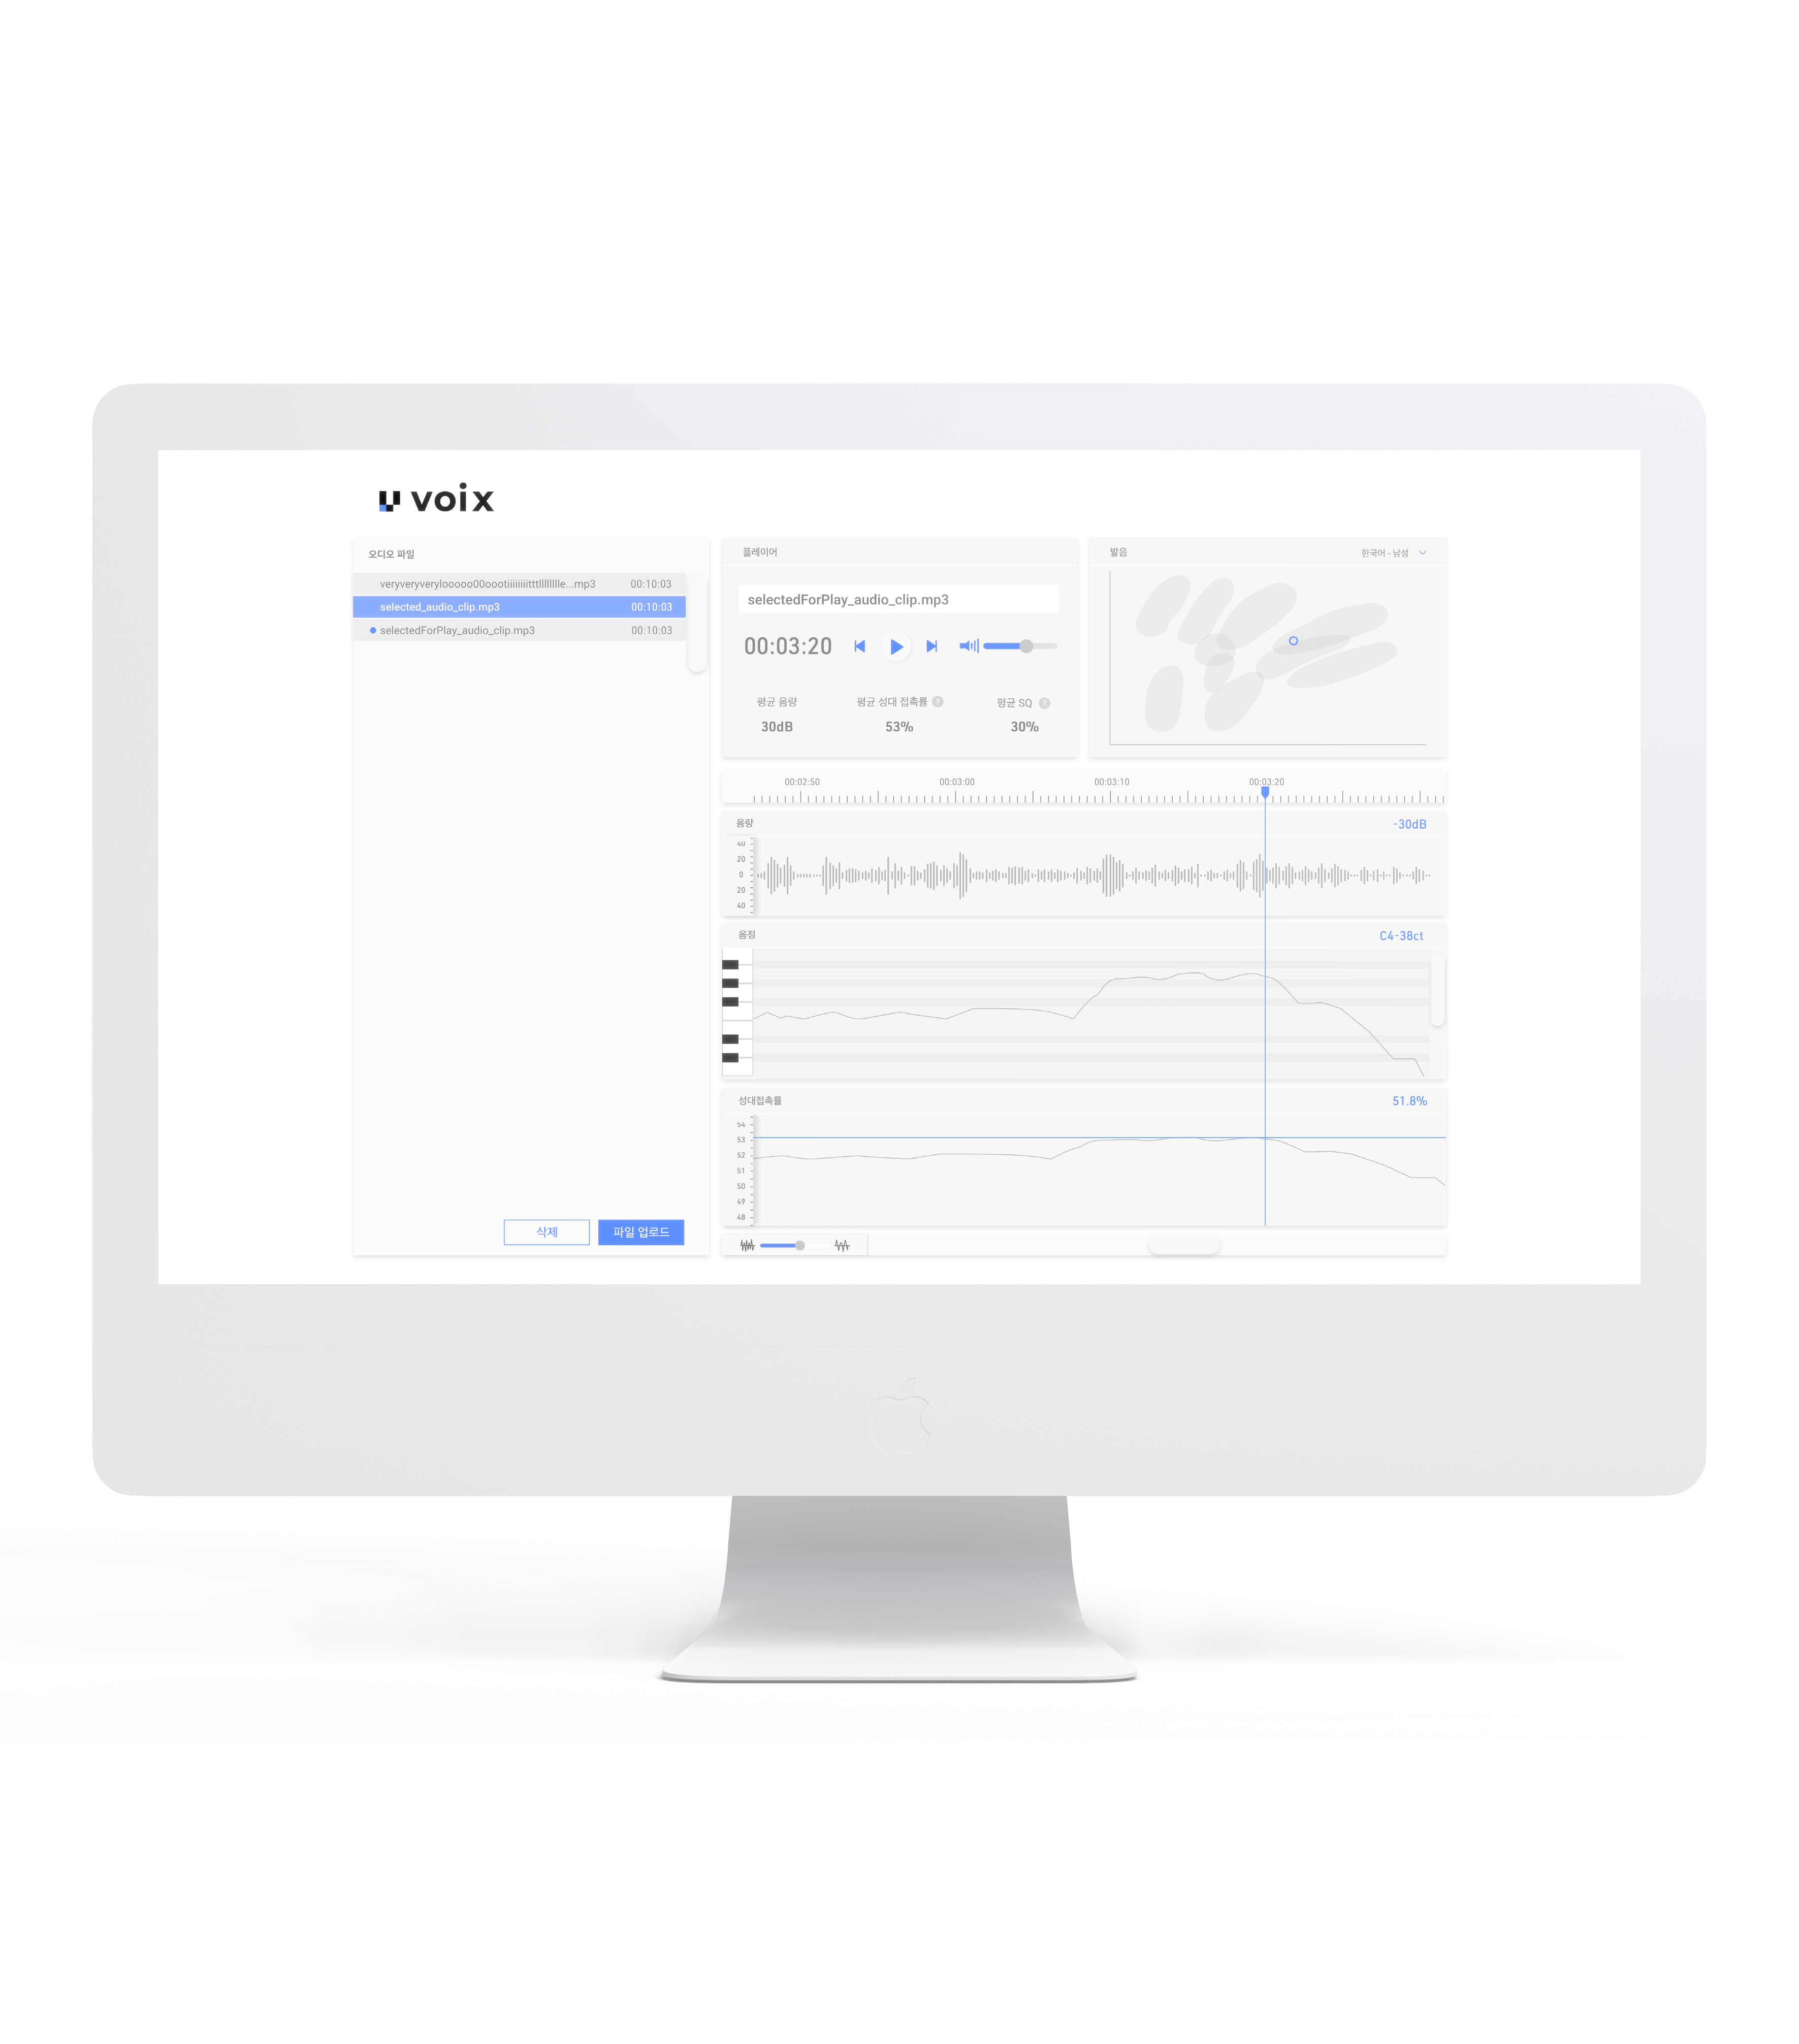 voix
오디오 파일
veryveryverylooooo00oootiiiiiiiitttllllllle...mp3 00:10:03
selected_audio_clip.mp3 00:10:03
selectedForPlay_audio_clip.mp3 00:10:03
삭제 파일 업로드
플레이어
selectedForPlay_audio_clip.mp3
00:03:20
평균 음량 평균 성대 접촉률 ? 평균 SQ ?
30dB 53% 30%
발음 한국어 - 남성
00:02:50 00:03:00 00:03:10 00:03:20
음량 -30dB
40
20
0
20
40
음정 C4-38ct
성대접촉률 51.8%
54
53
52
51
50
49
48